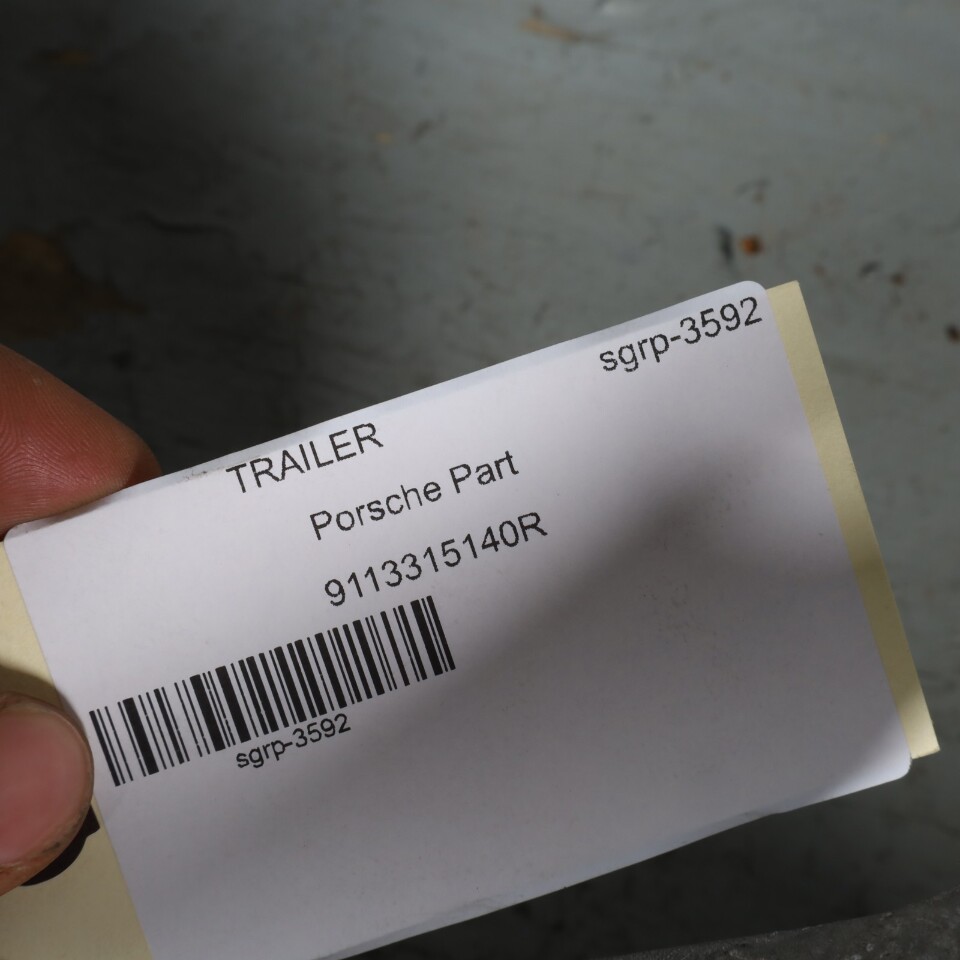 sgrp-3592
TRAILER
Porsche Part
9113315140R
sgrp-3592